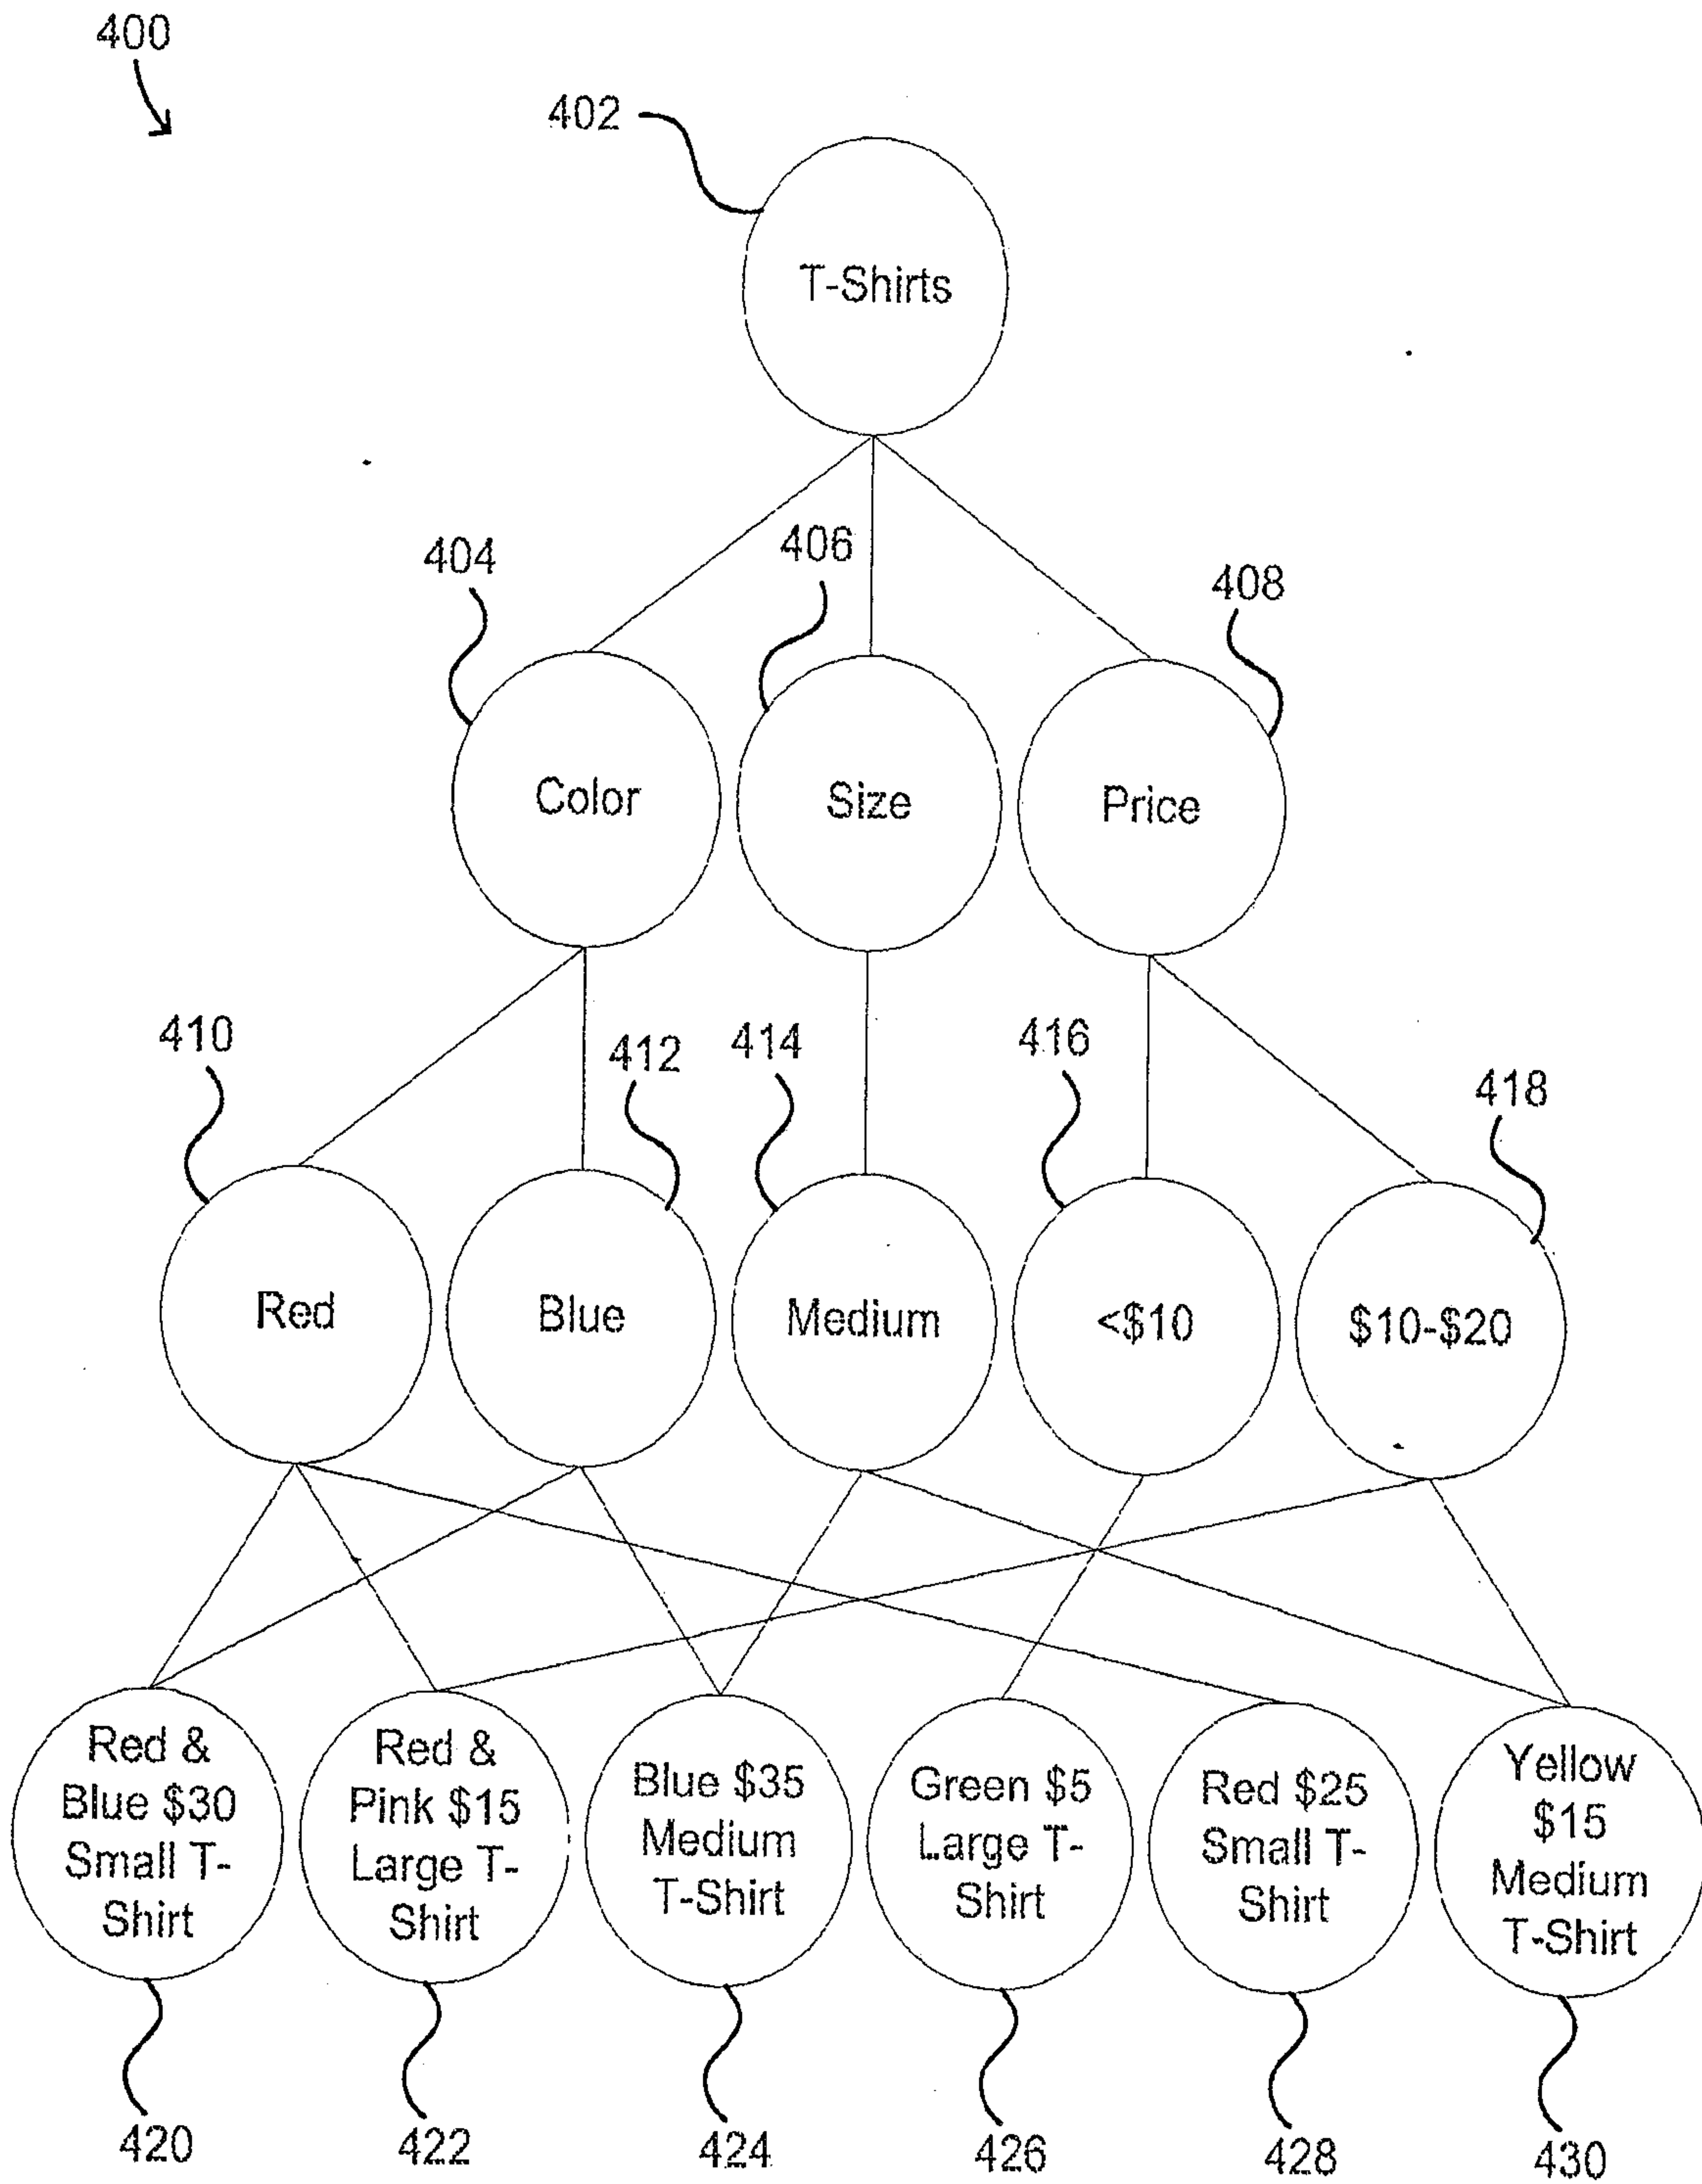 400
402
T-Shirts
404
406
408
Color
Size
Price
410
412
414
416
418
Red
Blue
Medium
<$10
$10-$20
Red &
Blue $30
Small T-
Shirt
Red &
Pink $15
Large T-
Shirt
Blue $35
Medium
T-Shirt
Green $5
Large T-
Shirt
Red $25
Small T-
Shirt
Yellow
$15
Medium
T-Shirt
420
422
424
426
428
430